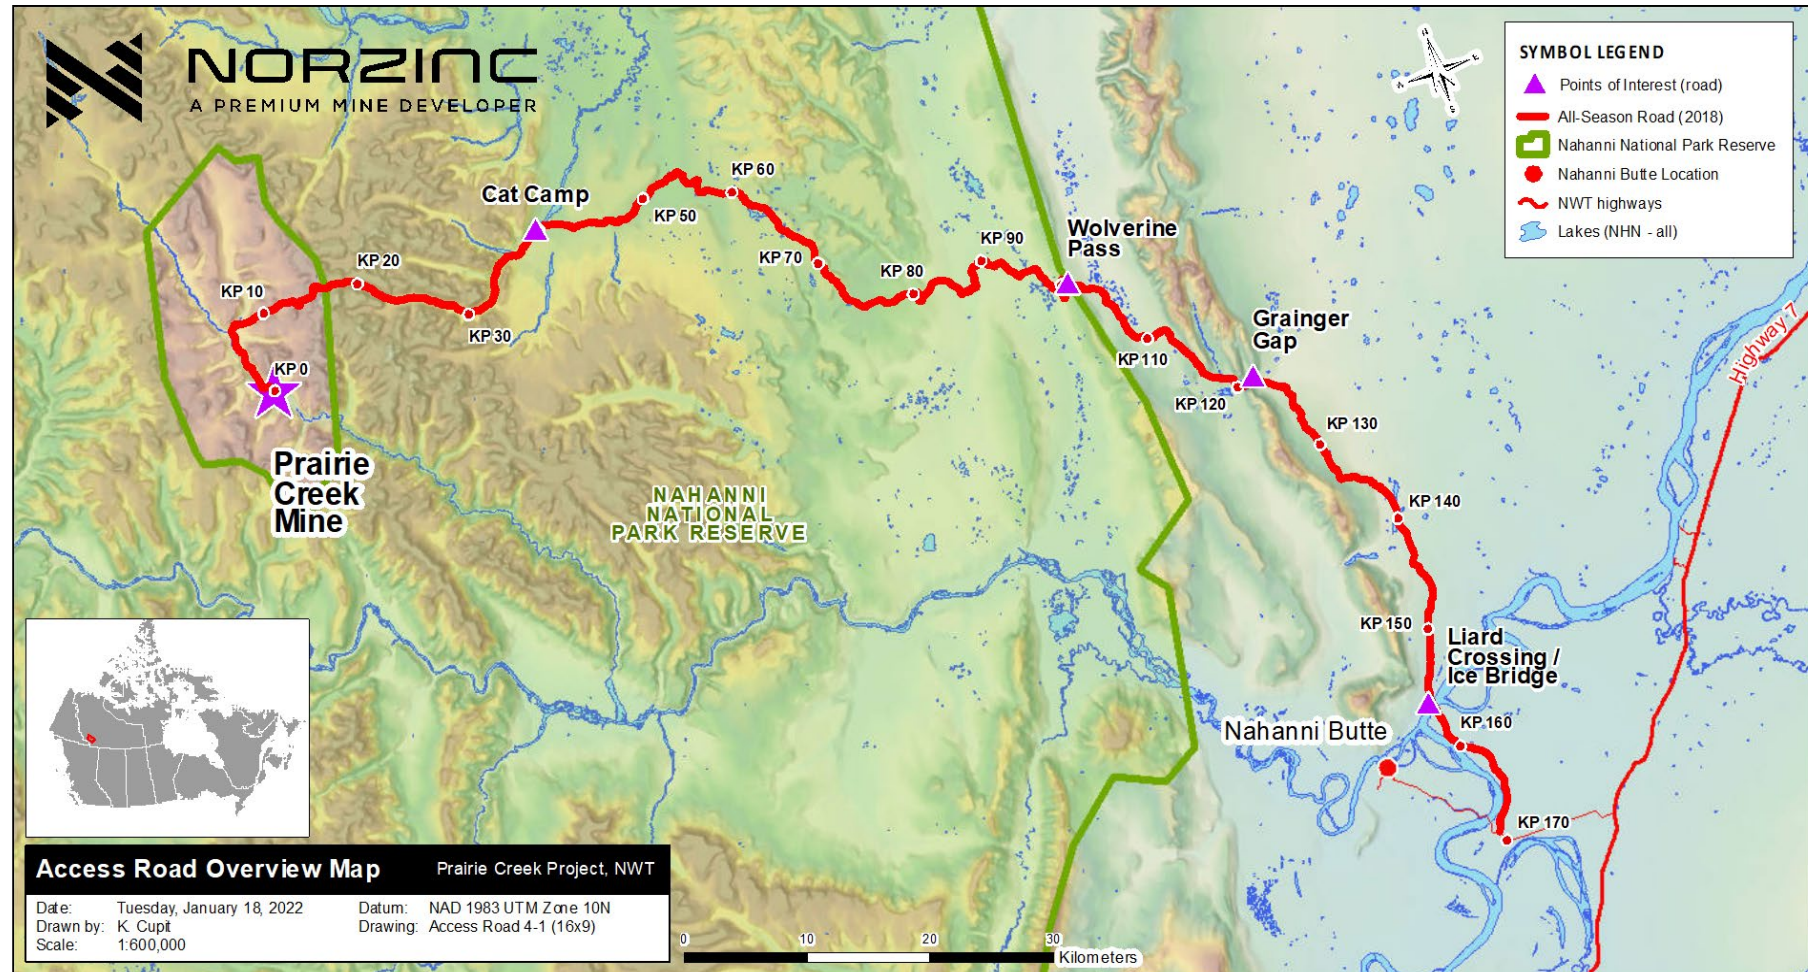 NORZINC
A PREMIUM MINE DEVELOPER
SYMBOL LEGEND
Points of Interest (road)
All-Season Road (2018)
Nahanni National Park Reserve
Nahanni Butte Location
NWT highways
Lakes (NHN - all)
N
E
S
W
Cat Camp
KP 60
KP 50
Wolverine
Pass
KP 90
KP 70
KP 80
KP 20
KP 10
KP 30
KP 0
Grainger
Gap
KP 110
KP 120
KP 130
Highway 7
Prairie
Creek
Mine
NAHANNI
NATIONAL
PARK RESERVE
KP 140
KP 150
Liard
Crossing /
Ice Bridge
KP 160
Nahanni Butte
KP 170
Access Road Overview Map
Prairie Creek Project, NWT
Date: Tuesday, January 18, 2022
Drawn by: K. Cupit
Scale: 1:600,000
Datum: NAD 1983 UTM Zone 10N
Drawing: Access Road 4-1 (16x9)
0 10 20 30
Kilometers